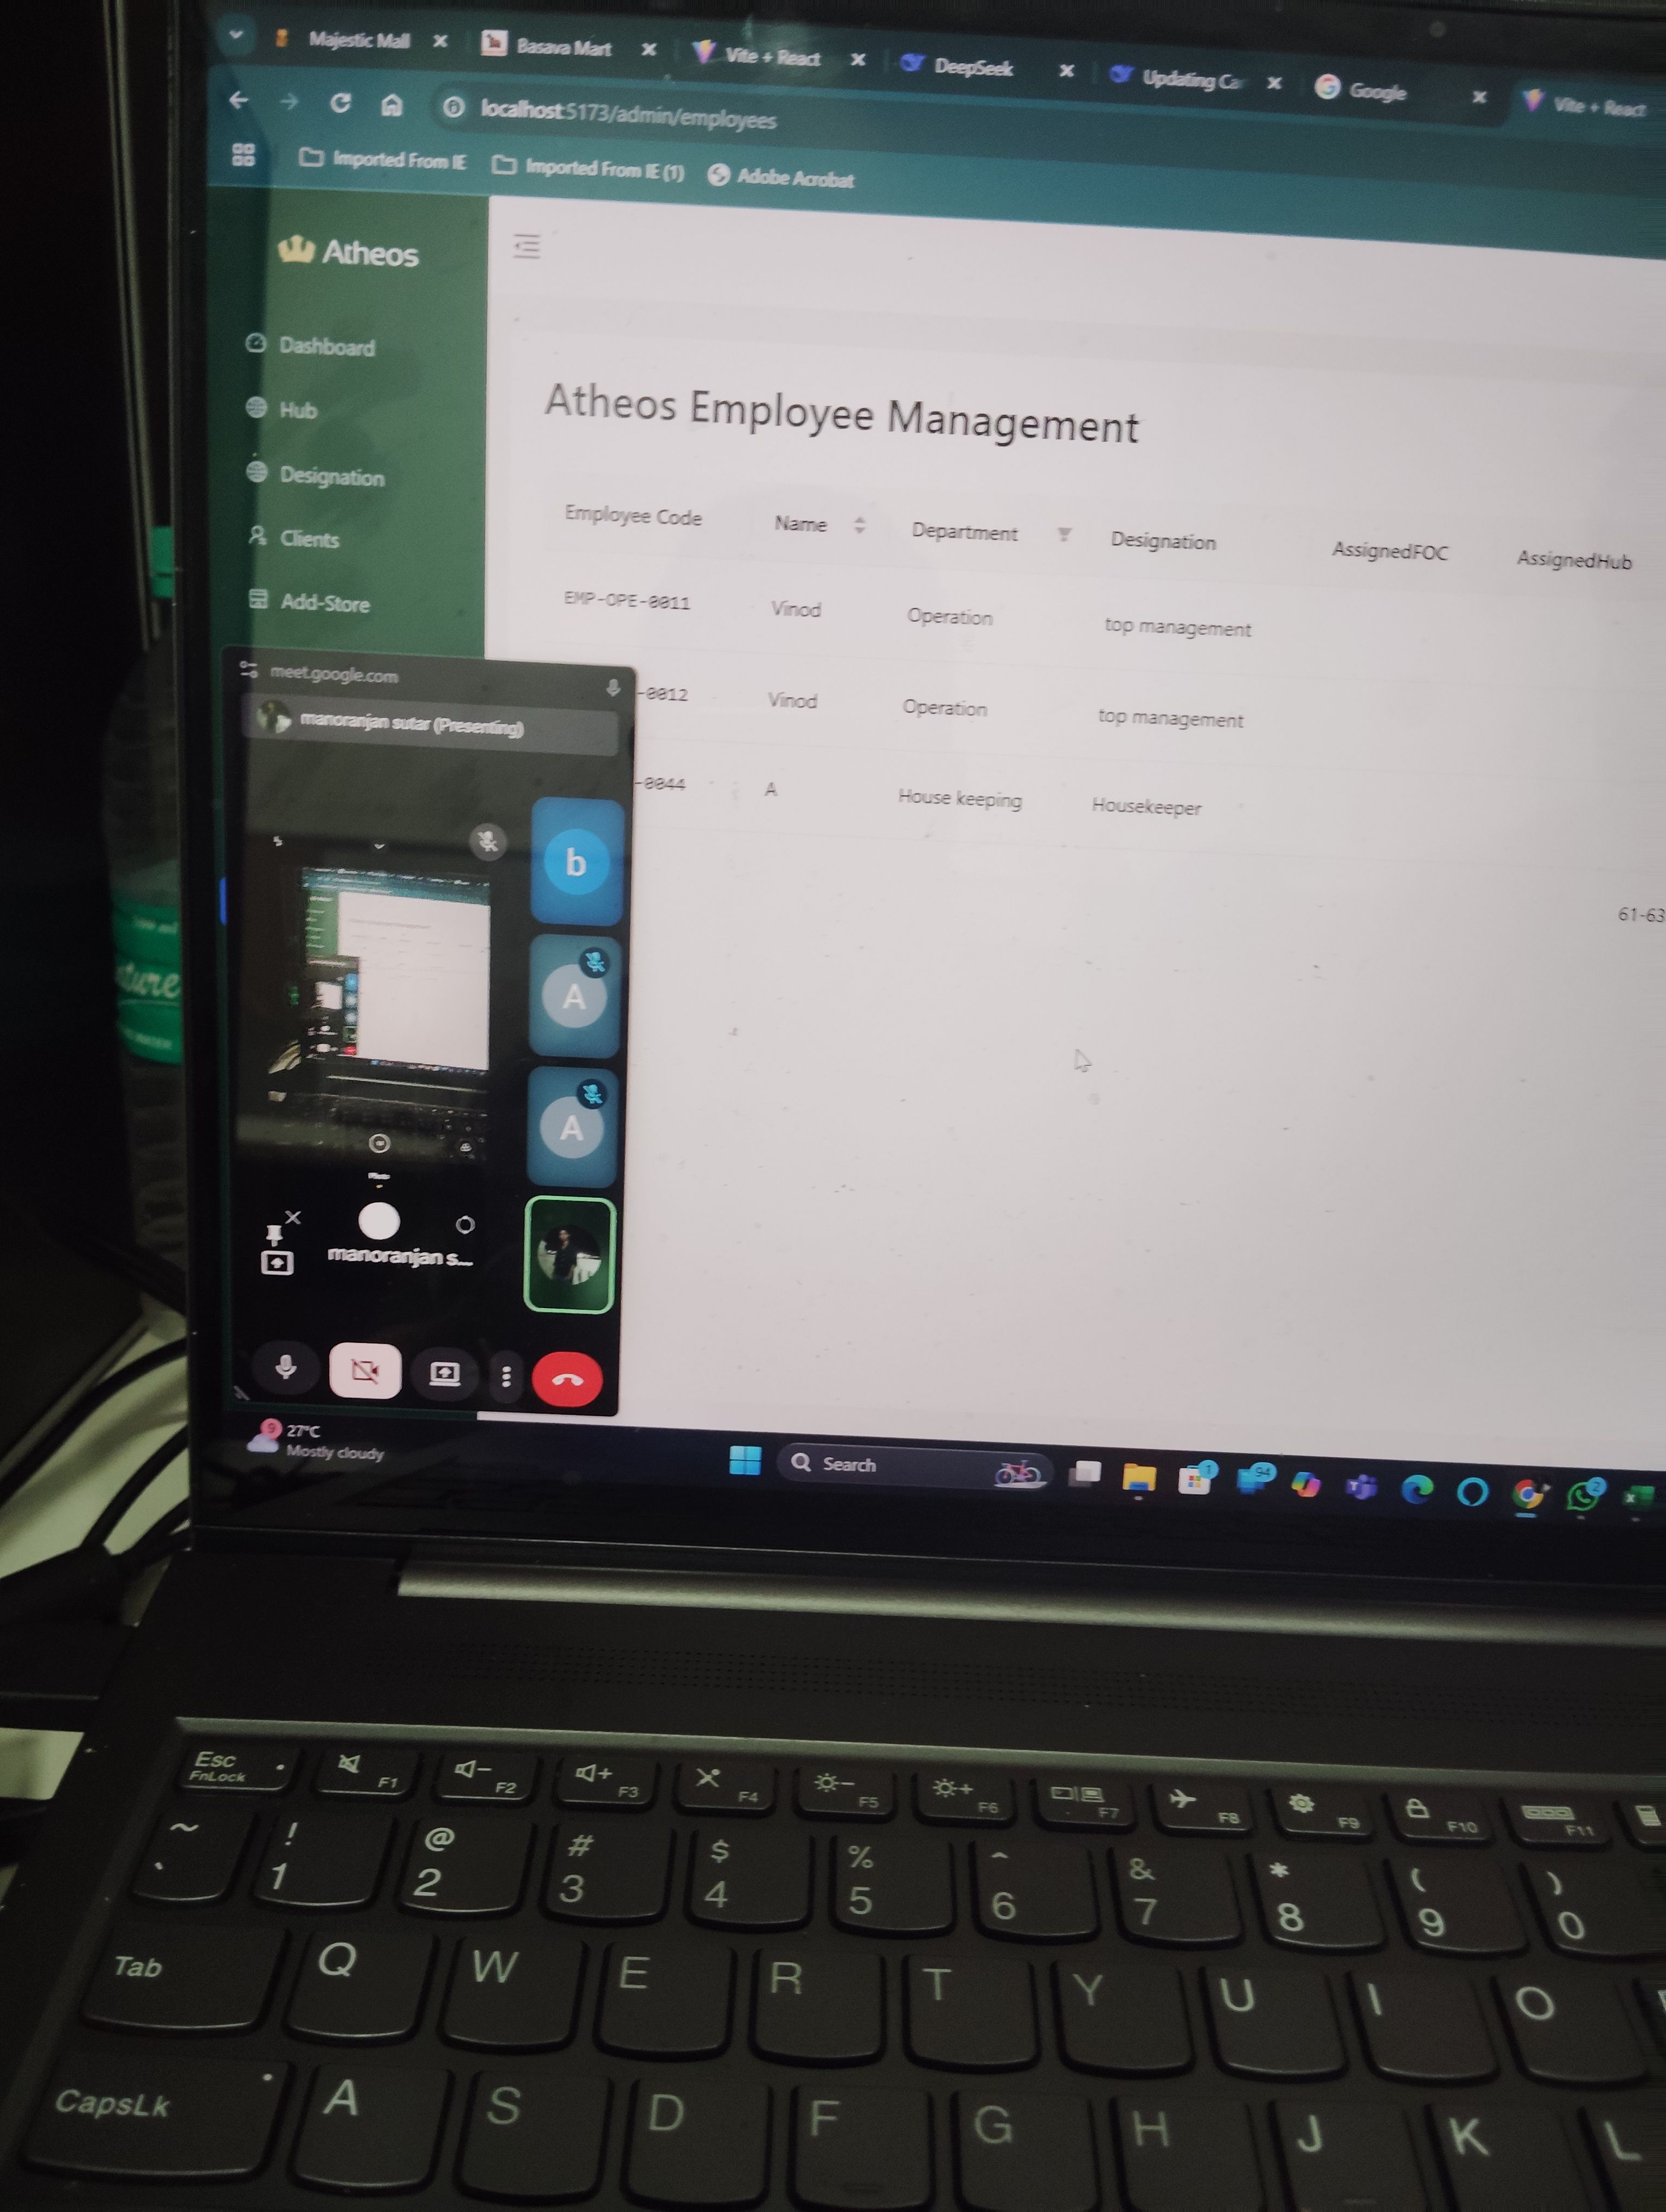 Majestic Mall
Basava Mart
Vite + React
DeepSeek
Updating Ca
Google
Vite + React
localhost:5173/admin/employees
Imported From IE
Imported From IE (1)
Adobe Acrobat
Atheos
Dashboard
Hub
Designation
Clients
Add-Store
Atheos Employee Management
Employee Code Name Department Designation AssignedFOC AssignedHub
EMP-OPE-0011 Vinod Operation top management
-0012 Vinod Operation top management
-0044 A House keeping Housekeeper
61-63
meet.google.com
manoranjan sutar (Presenting)
b
A
A
manoranjan s...
9
27°C
Mostly cloudy
Search
1
94
2
ture
Esc
FnLock
F1
F2
F3
F4
F5
F6
F7
F8
F9
F10
F11
~ `
! 1
@ 2
# 3
$ 4
% 5
^ 6
& 7
* 8
( 9
) 0
Tab Q W E R T Y U I O
CapsLk A S D F G H J K L